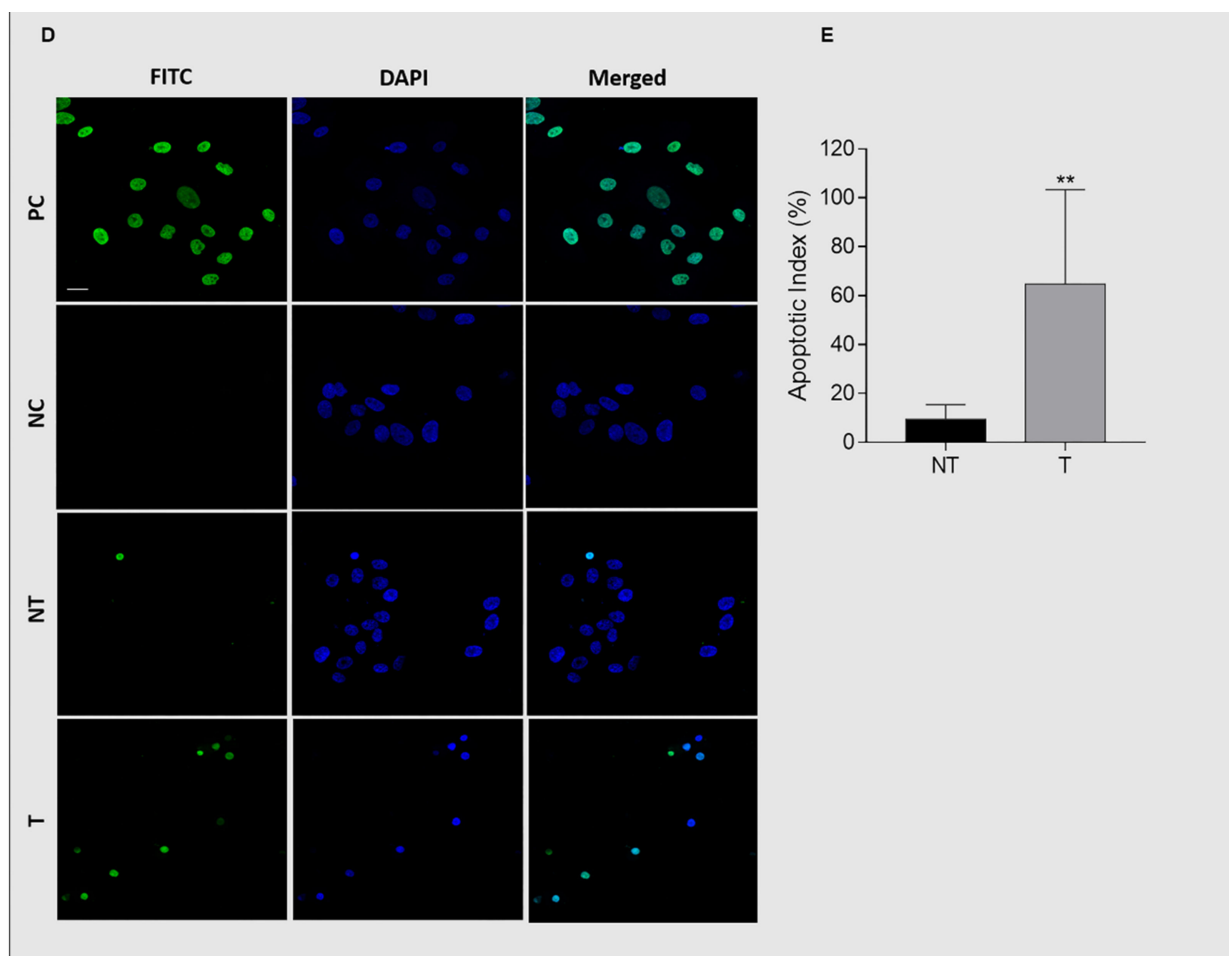 D
E
FITC DAPI Merged
PC
NC
NT
T
Apoptotic Index (%)
120
100
80
60
40
20
0
**
NT T